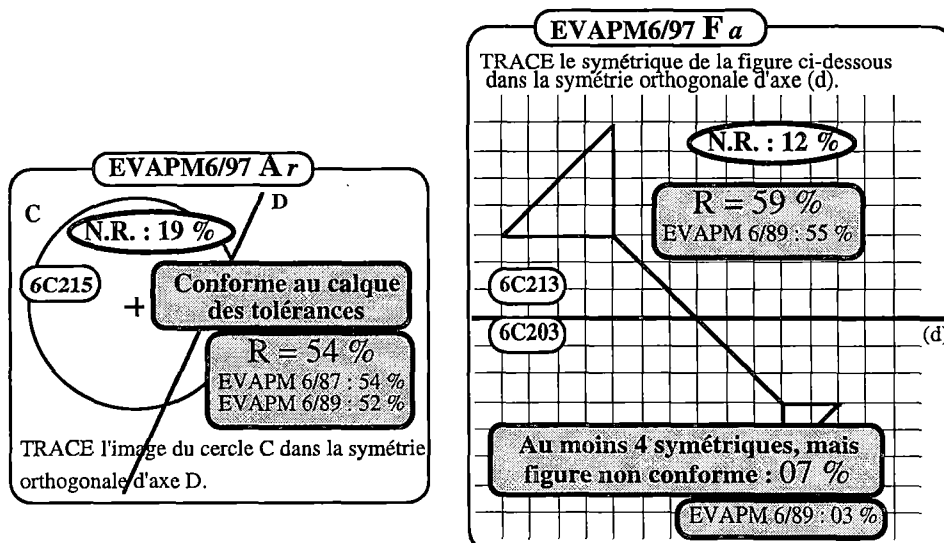 EVAPM6/97 A r
C
D
N.R. : 19 %
6C215
Conforme au calque
des tolérances
R = 54 %
EVAPM 6/87 : 54 %
EVAPM 6/89 : 52 %
TRACE l'image du cercle C dans la symétrie
orthogonale d'axe D.
EVAPM6/97 F a
TRACE le symétrique de la figure ci-dessous
dans la symétrie orthogonale d'axe (d).
N.R. : 12 %
R = 59 %
EVAPM 6/89 : 55 %
6C213
6C203
(d)
Au moins 4 symétriques, mais
figure non conforme : 07 %
EVAPM 6/89 : 03 %